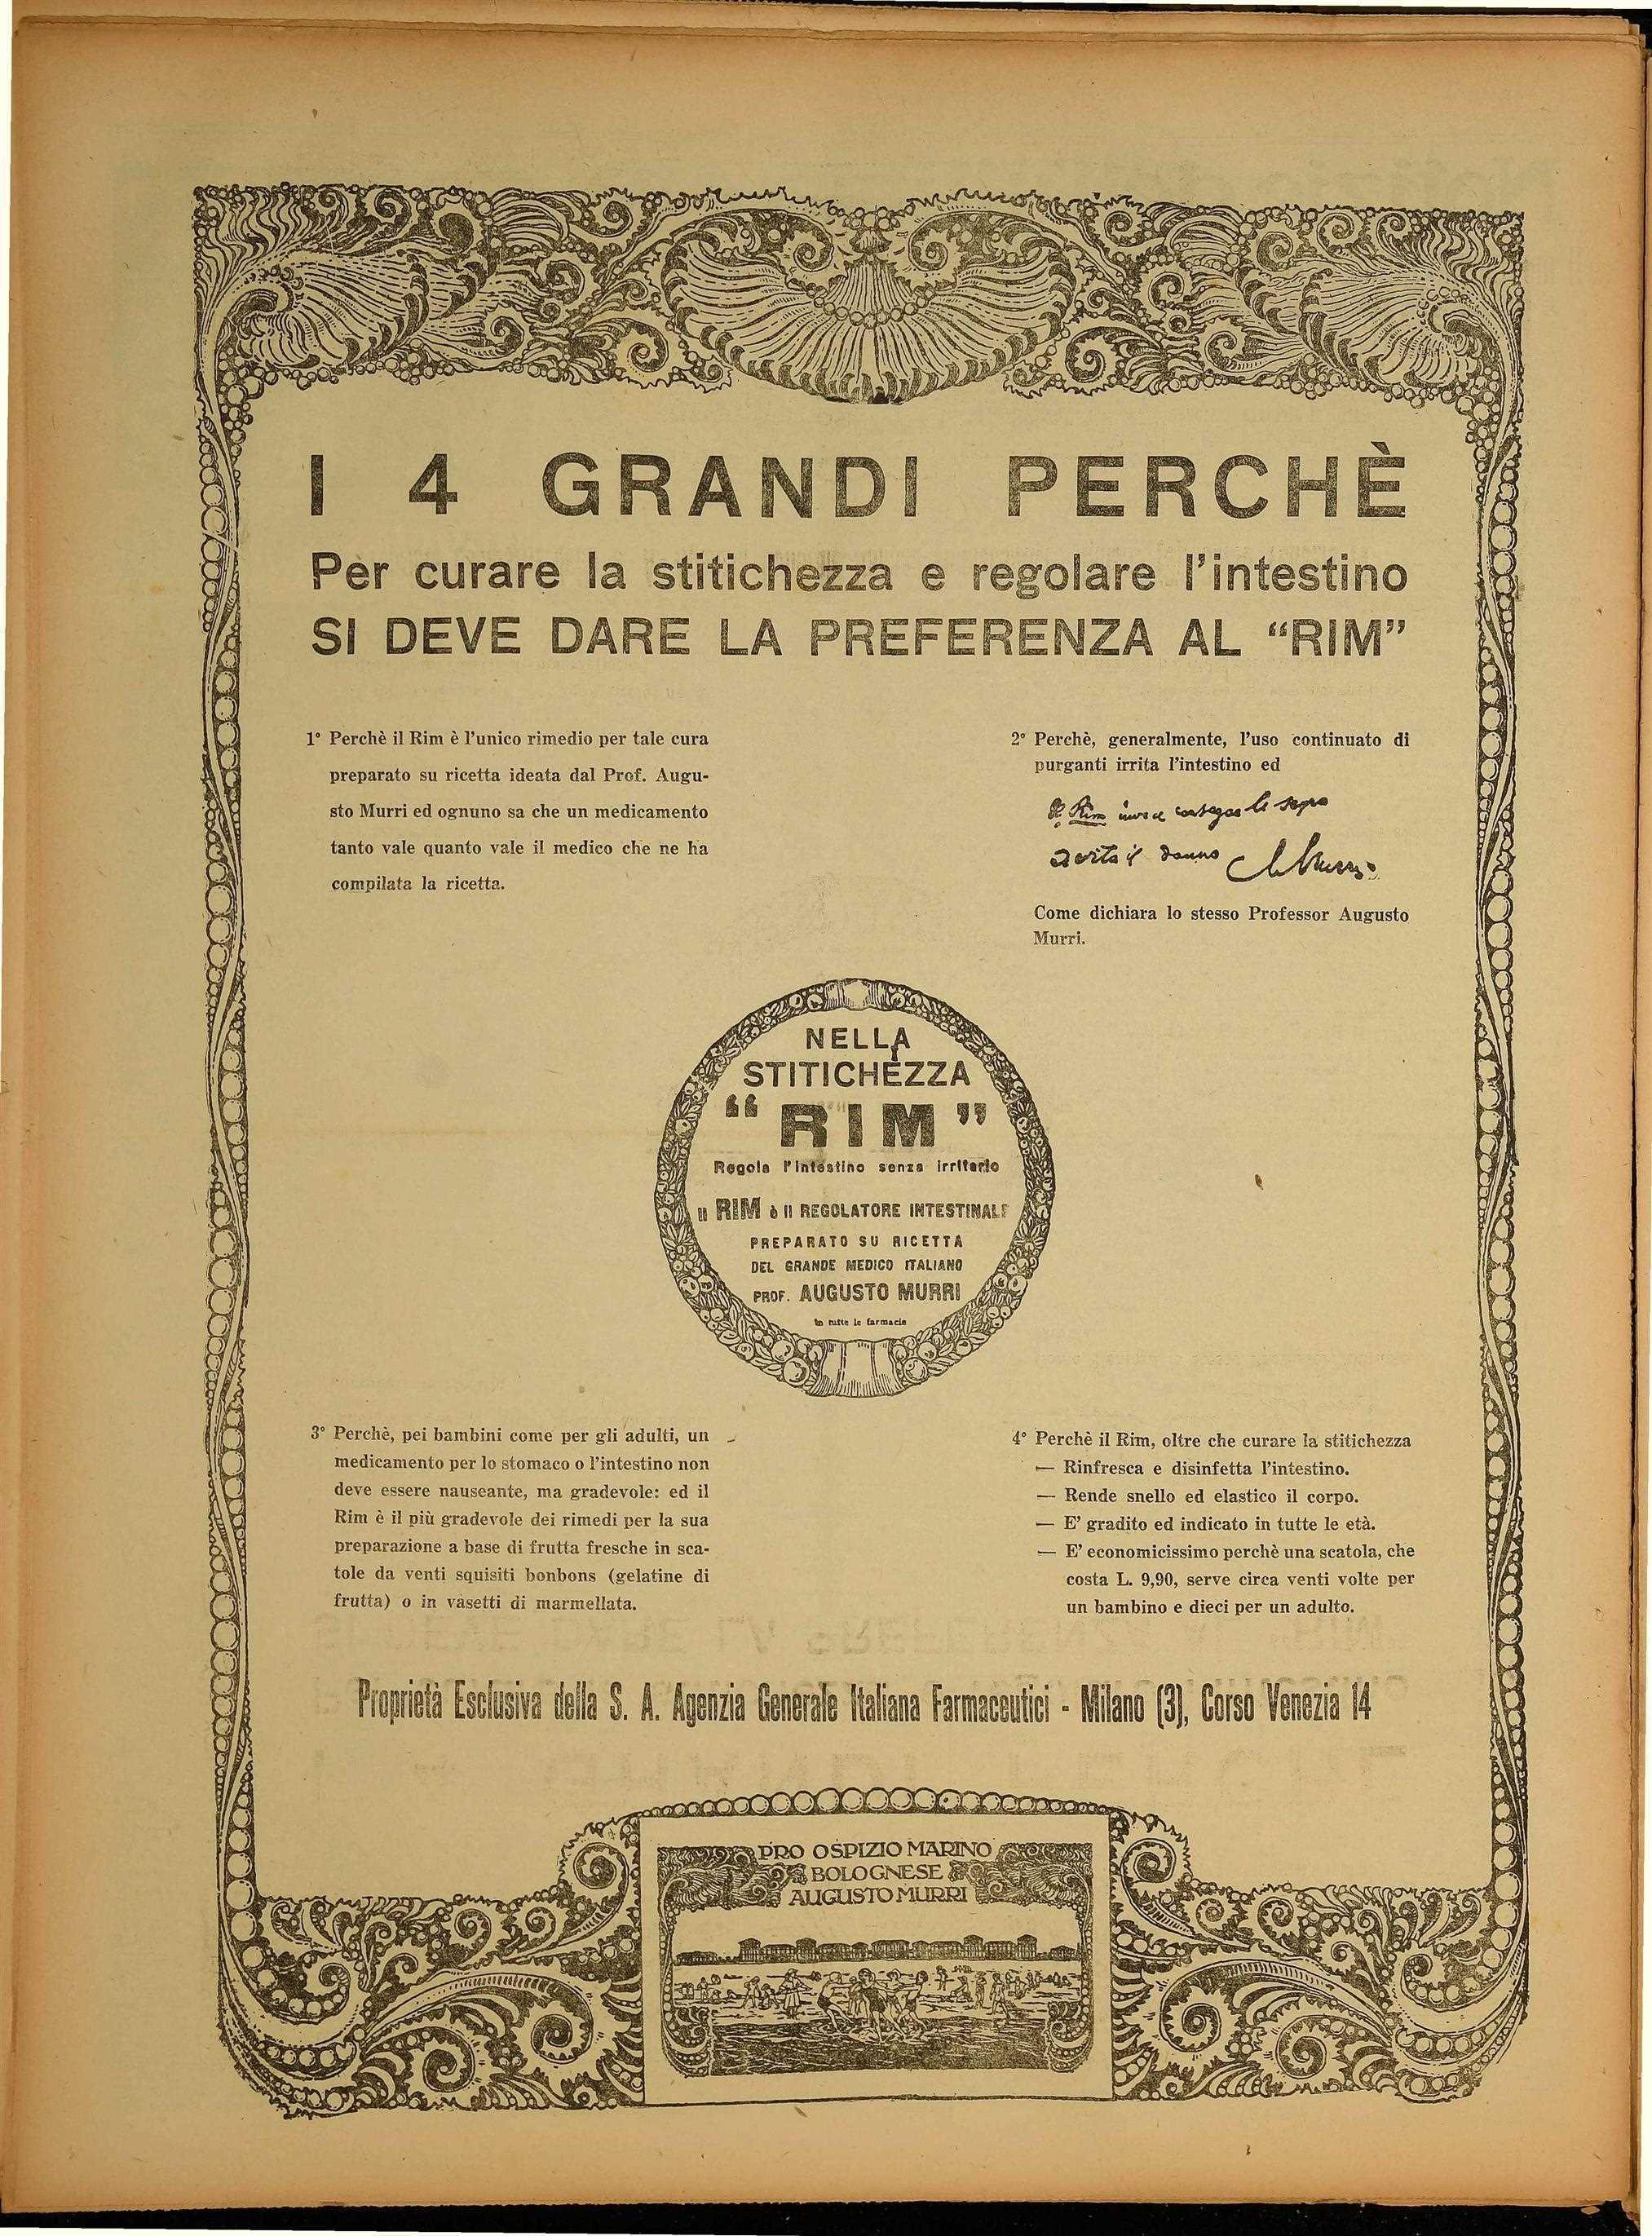 I 4 GRANDI PERCHÈ
Per curare la stitichezza e regolare l'intestino
SI DEVE DARE LA PREFERENZA AL “RIM”
1° Perchè il Rim è l'unico rimedio per tale cura
preparato su ricetta ideata dal Prof. Augu-
sto Murri ed ognuno sa che un medicamento
tanto vale quanto vale il medico che ne ha
compilata la ricetta.
2° Perchè, generalmente, l'uso continuato di
purganti irrita l'intestino ed
il Rim invece
evita il danno A. Murri
Come dichiara lo stesso Professor Augusto
Murri.
NELLA
STITICHEZZA
“RIM”
Regola l'intestino senza irritarlo
Il RIM è il REGOLATORE INTESTINALE
PREPARATO SU RICETTA
DEL GRANDE MEDICO ITALIANO
PROF. AUGUSTO MURRI
In tutte le farmacie
3° Perchè, pei bambini come per gli adulti, un
medicamento per lo stomaco o l'intestino non
deve essere nauseante, ma gradevole: ed il
Rim è il più gradevole dei rimedi per la sua
preparazione a base di frutta fresche in sca-
tole da venti squisiti bonbons (gelatine di
frutta) o in vasetti di marmellata.
4° Perchè il Rim, oltre che curare la stitichezza
— Rinfresca e disinfetta l'intestino.
— Rende snello ed elastico il corpo.
— E' gradito ed indicato in tutte le età.
— E' economicissimo perchè una scatola, che
costa L. 9,90, serve circa venti volte per
un bambino e dieci per un adulto.
Proprietà Esclusiva della S. A. Agenzia Generale Italiana Farmaceutici - Milano (3), Corso Venezia 14
PRO OSPIZIO MARINO
BOLOGNESE
AUGUSTO MURRI